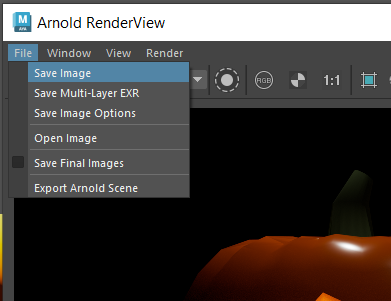 M
MAYA
Arnold RenderView
File Window View Render
Save Image
Save Multi-Layer EXR
Save Image Options
Open Image
Save Final Images
Export Arnold Scene
RGB
1:1